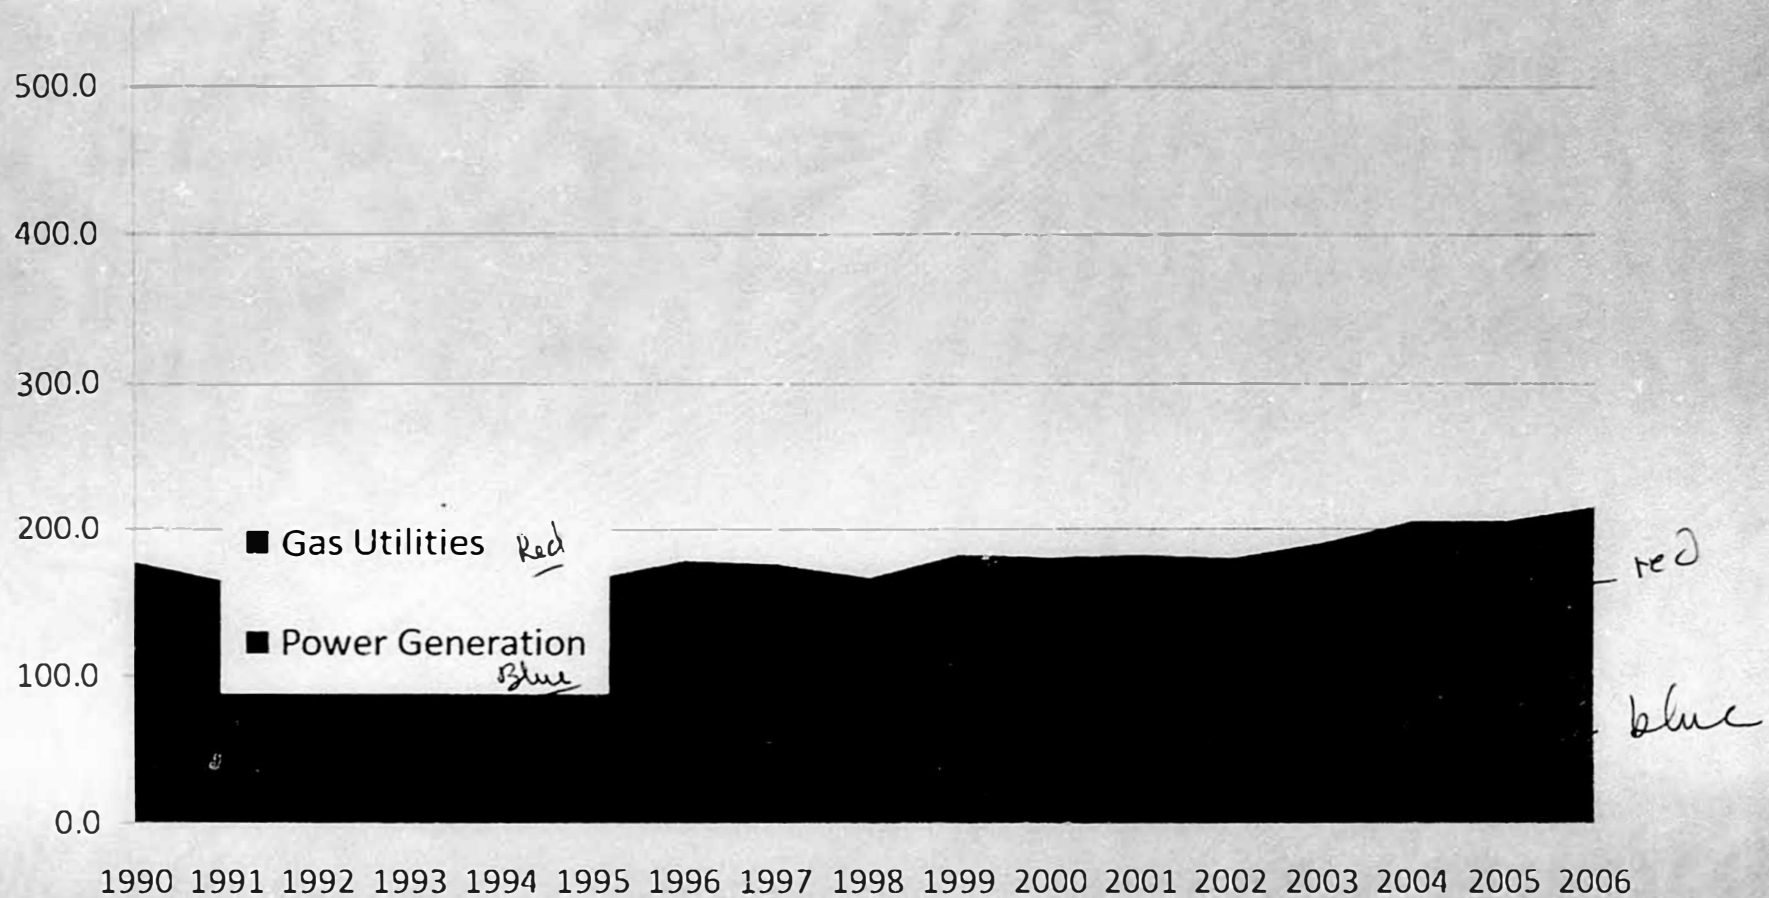 500.0
400.0
300.0
200.0
■ Gas Utilities Red
red
■ Power Generation
Blue
100.0
blue
0.0
1990 1991 1992 1993 1994 1995 1996 1997 1998 1999 2000 2001 2002 2003 2004 2005 2006